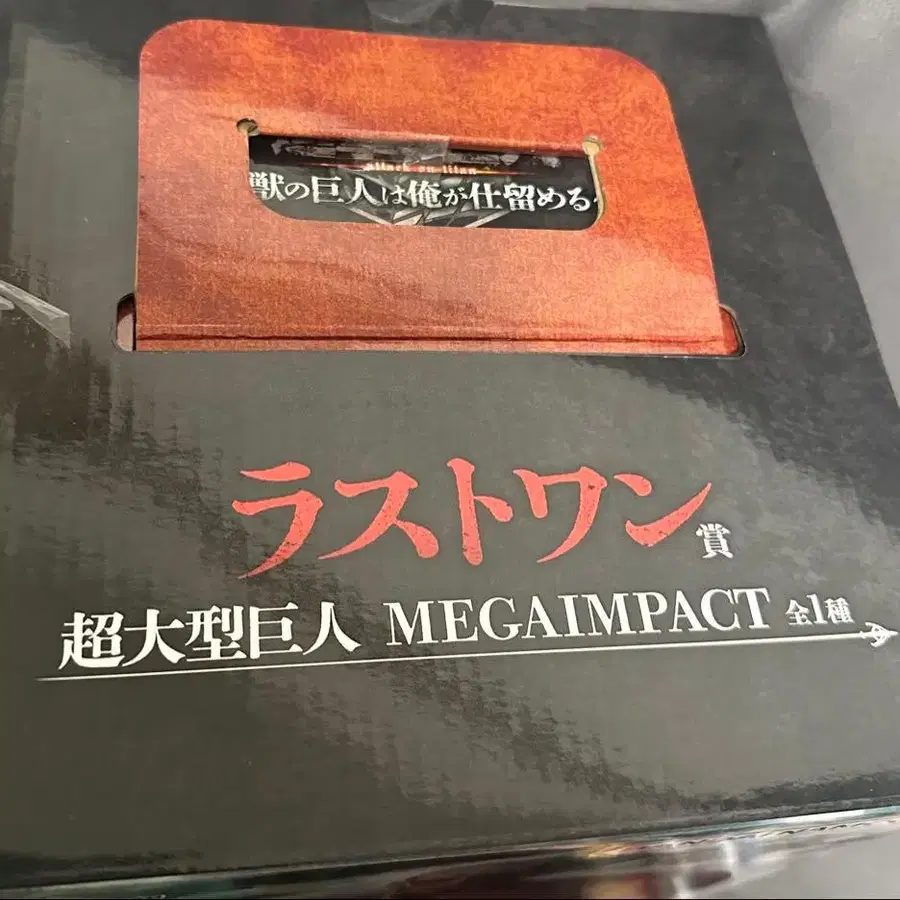 attack on titan
獣の巨人は俺が仕留める
ラストワン賞
超大型巨人 MEGAIMPACT 全1種